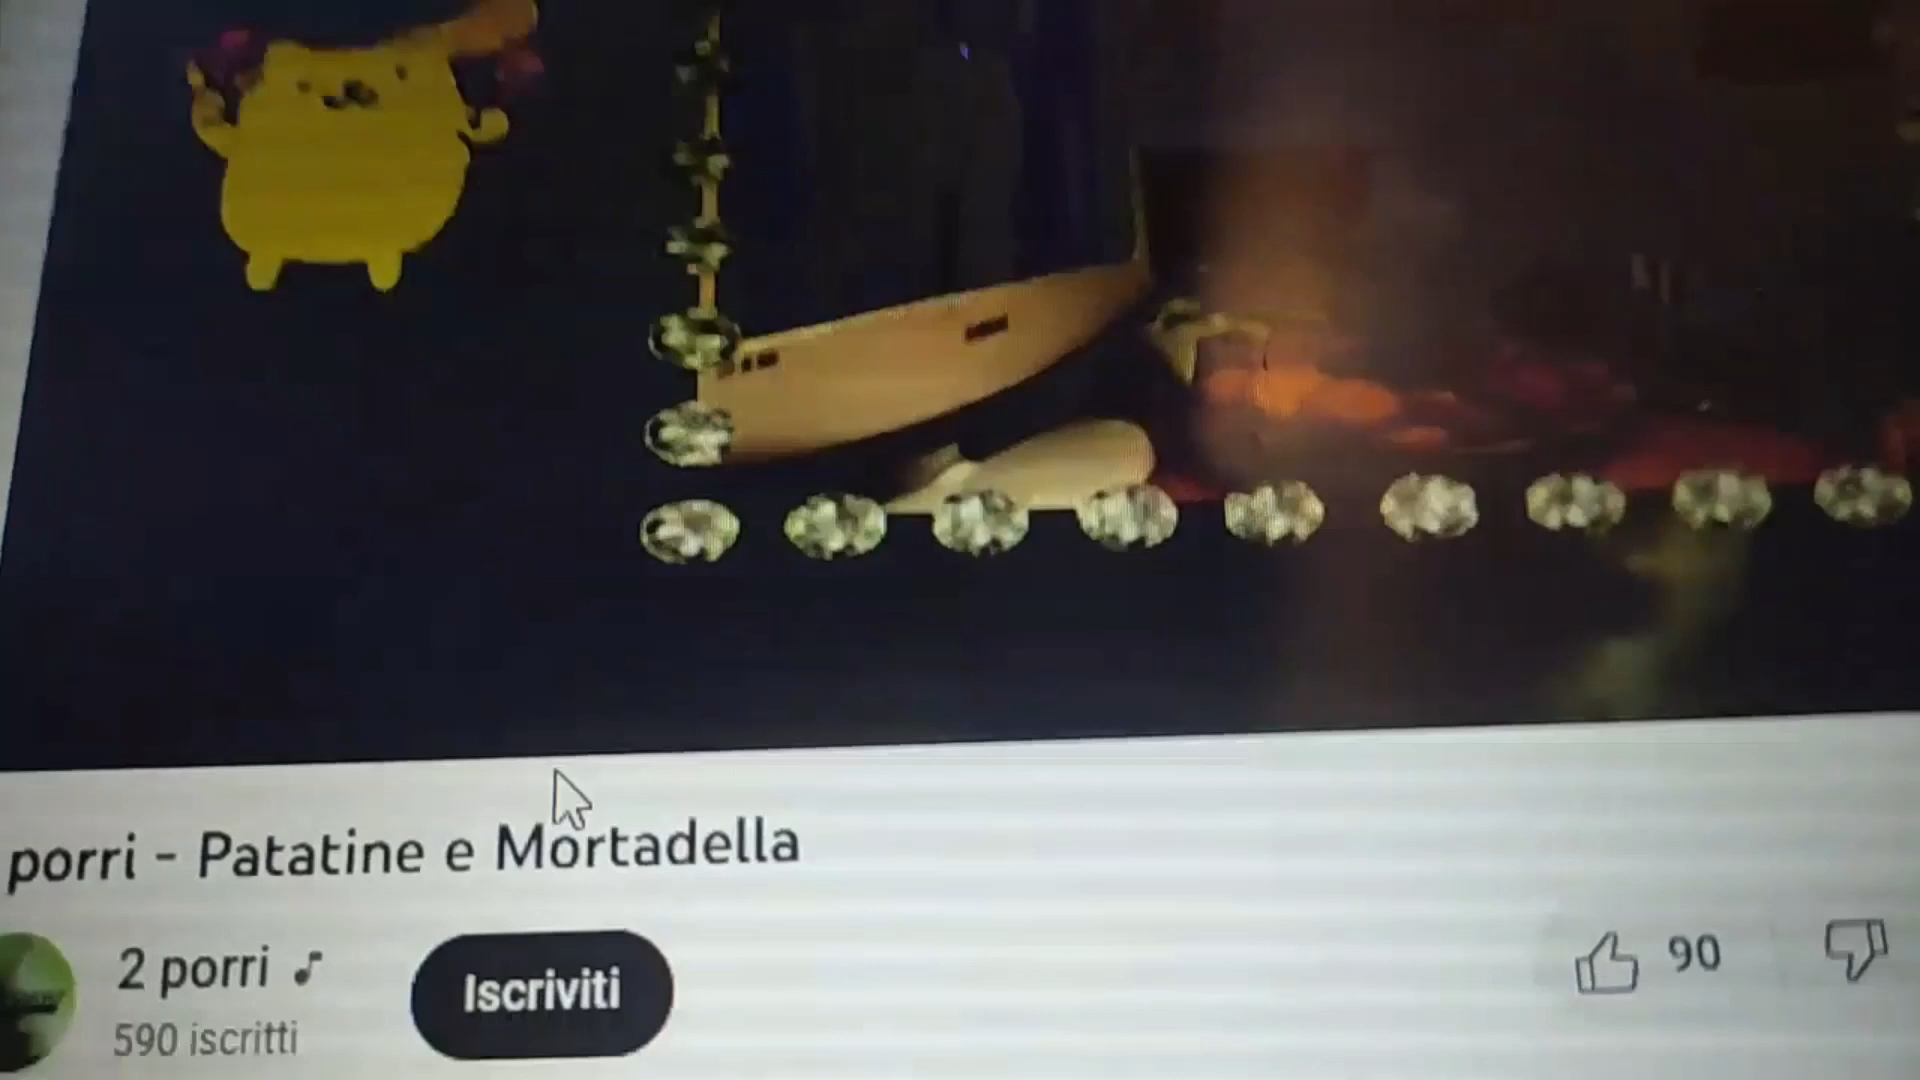 porri - Patatine e Mortadella
2 porri ♪
590 iscritti
Iscriviti
90